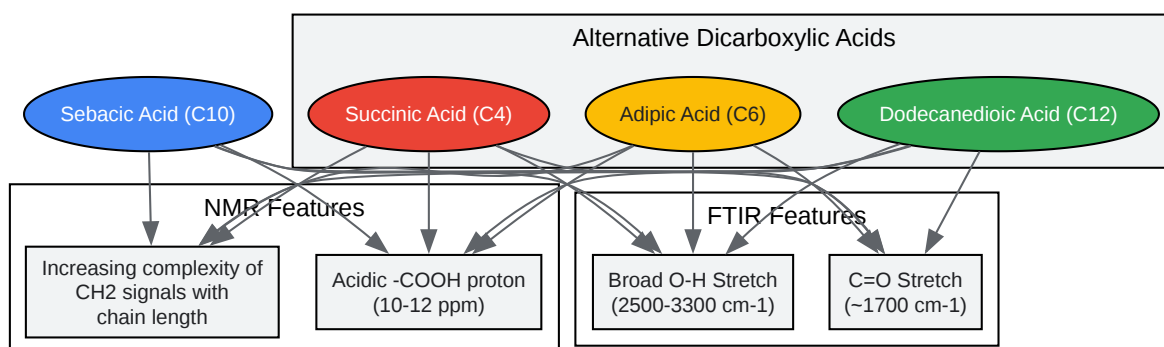 Alternative Dicarboxylic Acids
Sebacic Acid (C10)
Succinic Acid (C4)
Adipic Acid (C6)
Dodecanedioic Acid (C12)
NMR Features
FTIR Features
Increasing complexity of
CH2 signals with
chain length
Acidic -COOH proton
(10-12 ppm)
Broad O-H Stretch
(2500-3300 cm-1)
C=O Stretch
(~1700 cm-1)